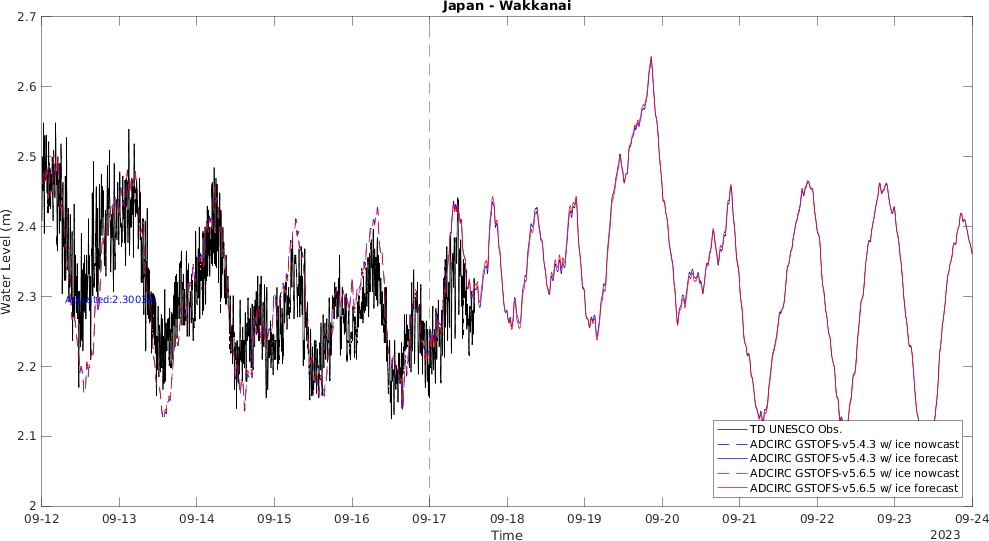 Japan - Wakkanai
Water Level (m)
2.7
2.6
2.5
2.4
2.3
2.2
2.1
2
TD UNESCO Obs.
ADCIRC GSTOFS-v5.4.3 w/ ice nowcast
ADCIRC GSTOFS-v5.4.3 w/ ice forecast
ADCIRC GSTOFS-v5.6.5 w/ ice nowcast
ADCIRC GSTOFS-v5.6.5 w/ ice forecast
09-12 09-13 09-14 09-15 09-16 09-17 09-18 09-19 09-20 09-21 09-22 09-23 09-24
Time
2023